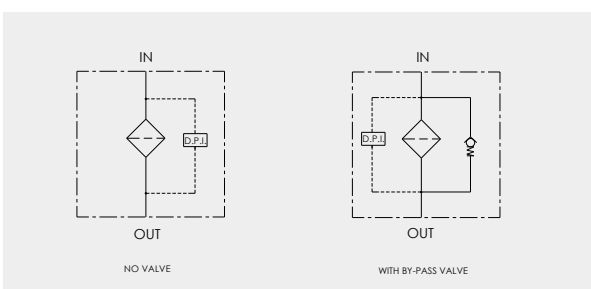 IN
D.P.I.
OUT
NO VALVE
IN
D.P.I.
OUT
WITH BY-PASS VALVE